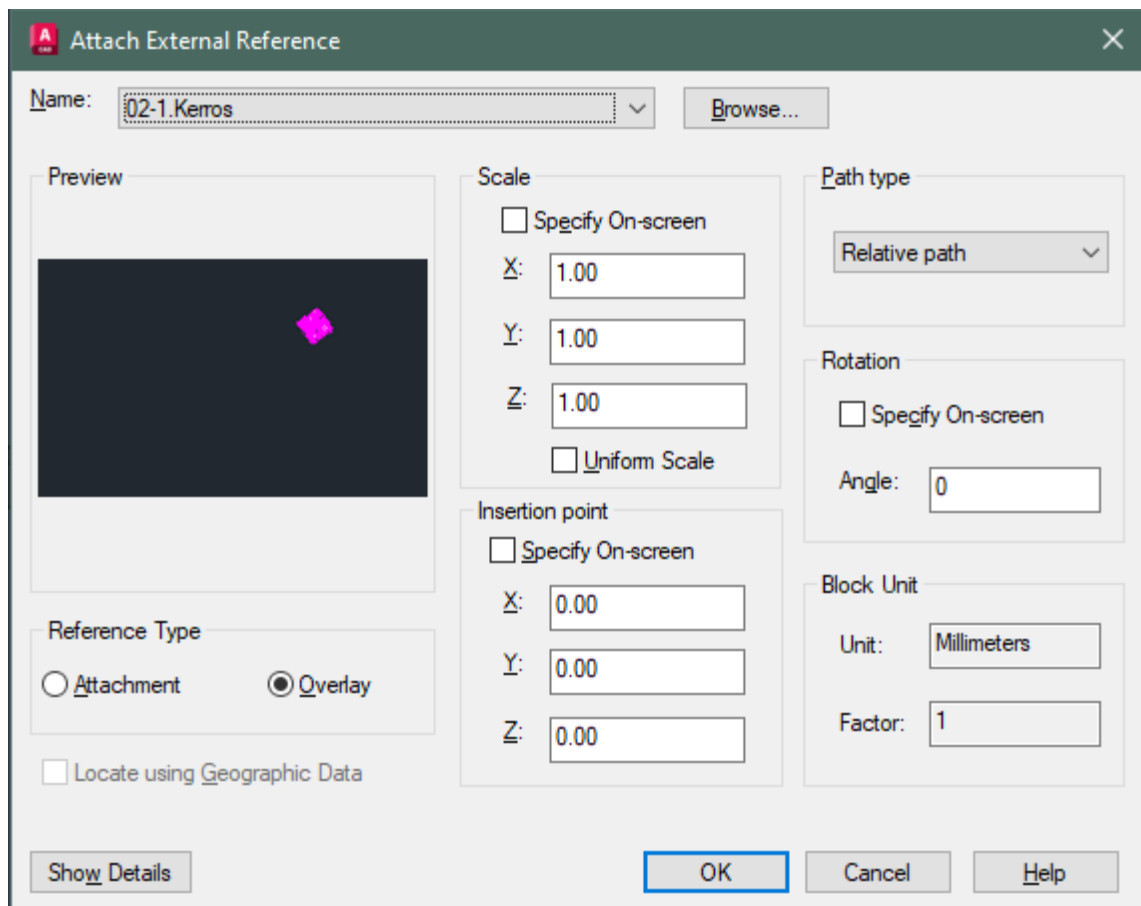 A
CAD
Attach External Reference
Name:
02-1.Kerros
Browse...
Preview
Reference Type
Attachment
Overlay
Locate using Geographic Data
Scale
Specify On-screen
X:
1.00
Y:
1.00
Z:
1.00
Uniform Scale
Insertion point
Specify On-screen
X:
0.00
Y:
0.00
Z:
0.00
Path type
Relative path
Rotation
Specify On-screen
Angle:
0
Block Unit
Unit:
Millimeters
Factor:
1
Show Details
OK
Cancel
Help